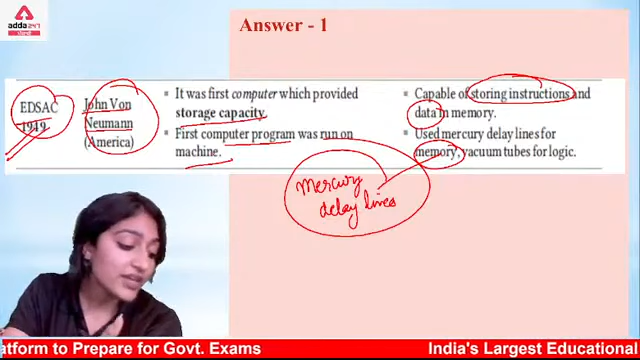 adda247
ਪੰਜਾਬੀ
Answer - 1
EDSAC
1949
John Von
Neumann
(America)
▪ It was first computer which provided
storage capacity.
▪ First computer program was run on
machine.
▪ Capable of storing instructions and
data in memory.
▪ Used mercury delay lines for
memory, vacuum tubes for logic.
mercury
delay lines
atform to Prepare for Govt. Exams
India's Largest Educational